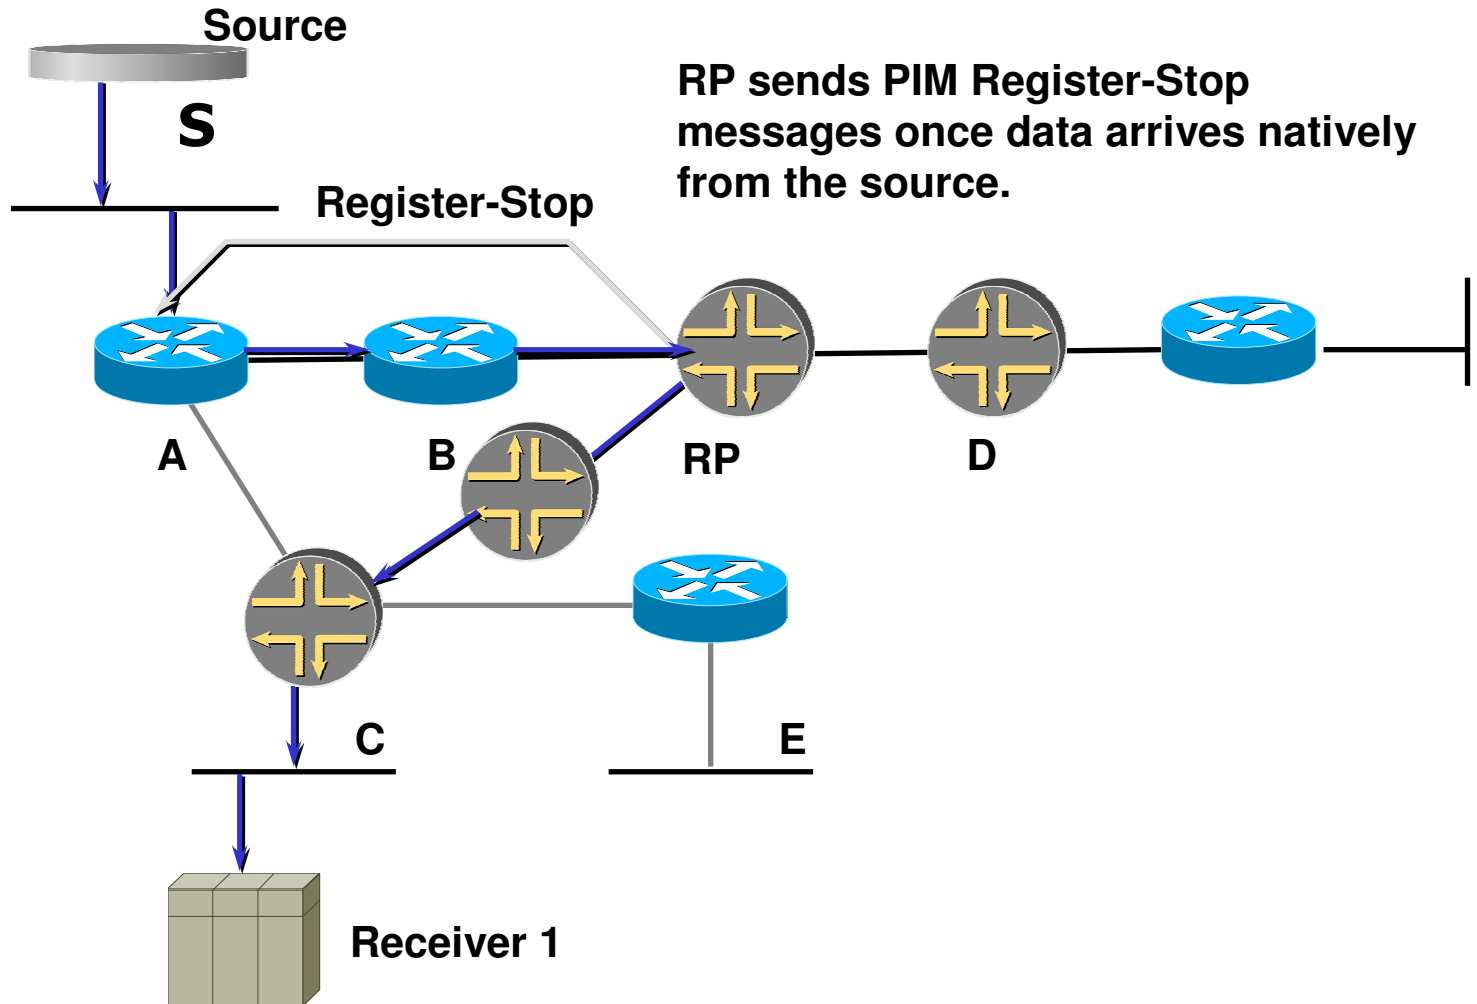 Source
S
RP sends PIM Register-Stop
messages once data arrives natively
from the source.
Register-Stop
A
B
RP
D
C
E
Receiver 1